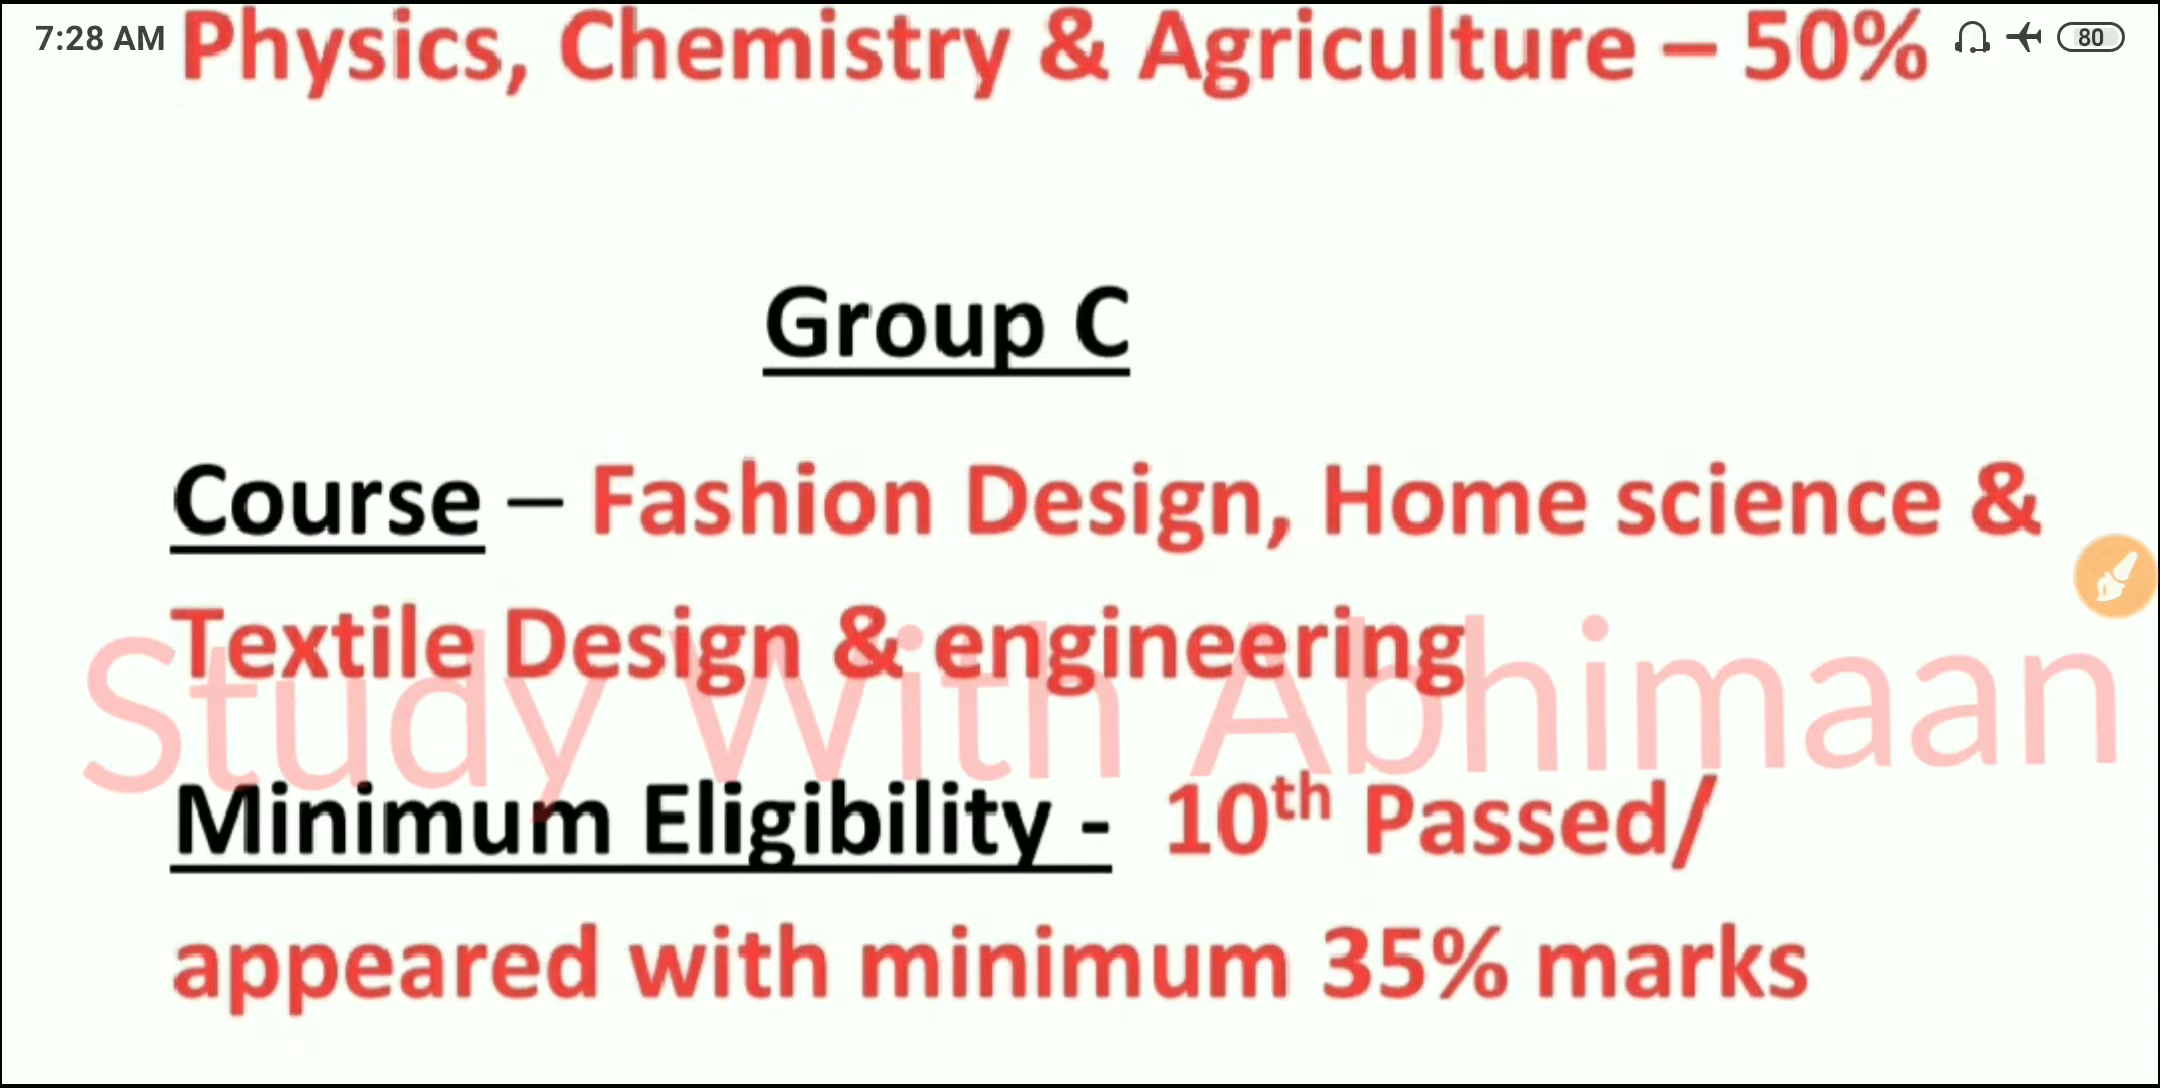 7:28 AM Physics, Chemistry & Agriculture – 50% 80
Group C
Course – Fashion Design, Home science &
Textile Design & engineering
Study With Abhimaan
Minimum Eligibility - 10th Passed/
appeared with minimum 35% marks